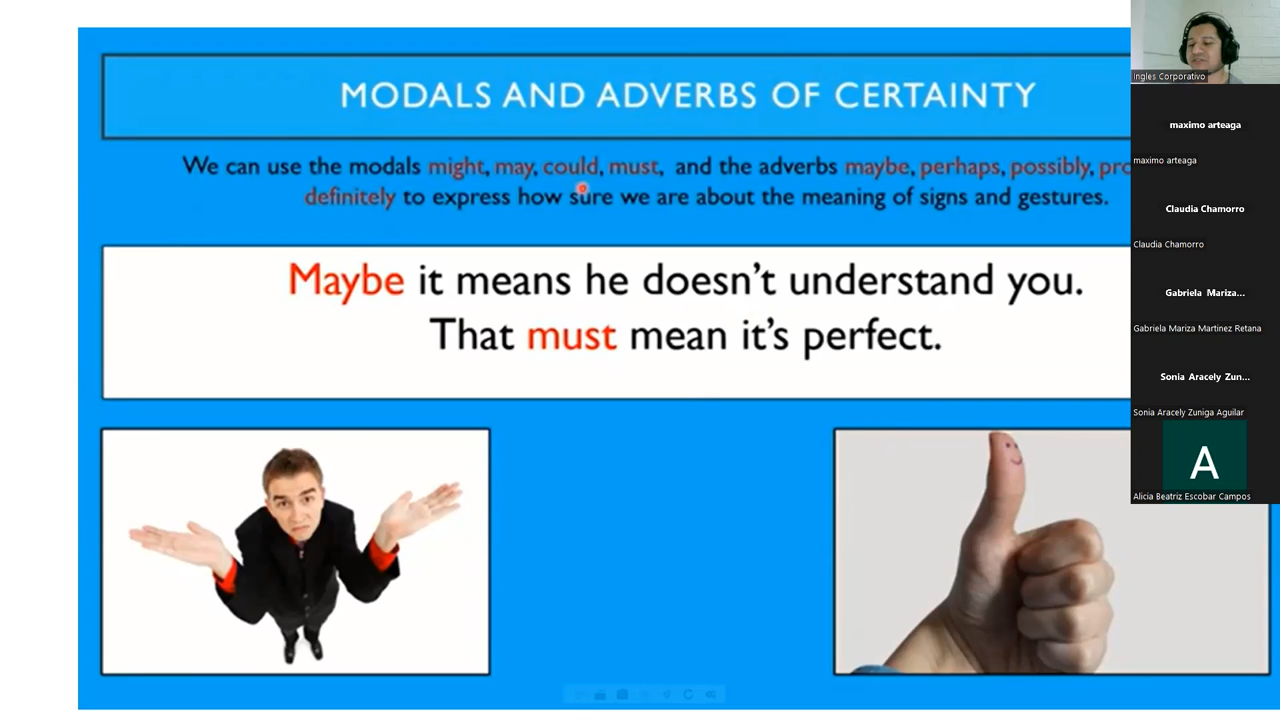 MODALS AND ADVERBS OF CERTAINTY
We can use the modals might, may, could, must, and the adverbs maybe, perhaps, possibly, pro
definitely to express how sure we are about the meaning of signs and gestures.
Maybe it means he doesn't understand you.
That must mean it's perfect.
Ingles Corporativo
maximo arteaga
maximo arteaga
Claudia Chamorro
Claudia Chamorro
Gabriela Mariza...
Gabriela Mariza Martinez Retana
Sonia Aracely Zun...
Sonia Aracely Zuniga Aguilar
A
Alicia Beatriz Escobar Campos